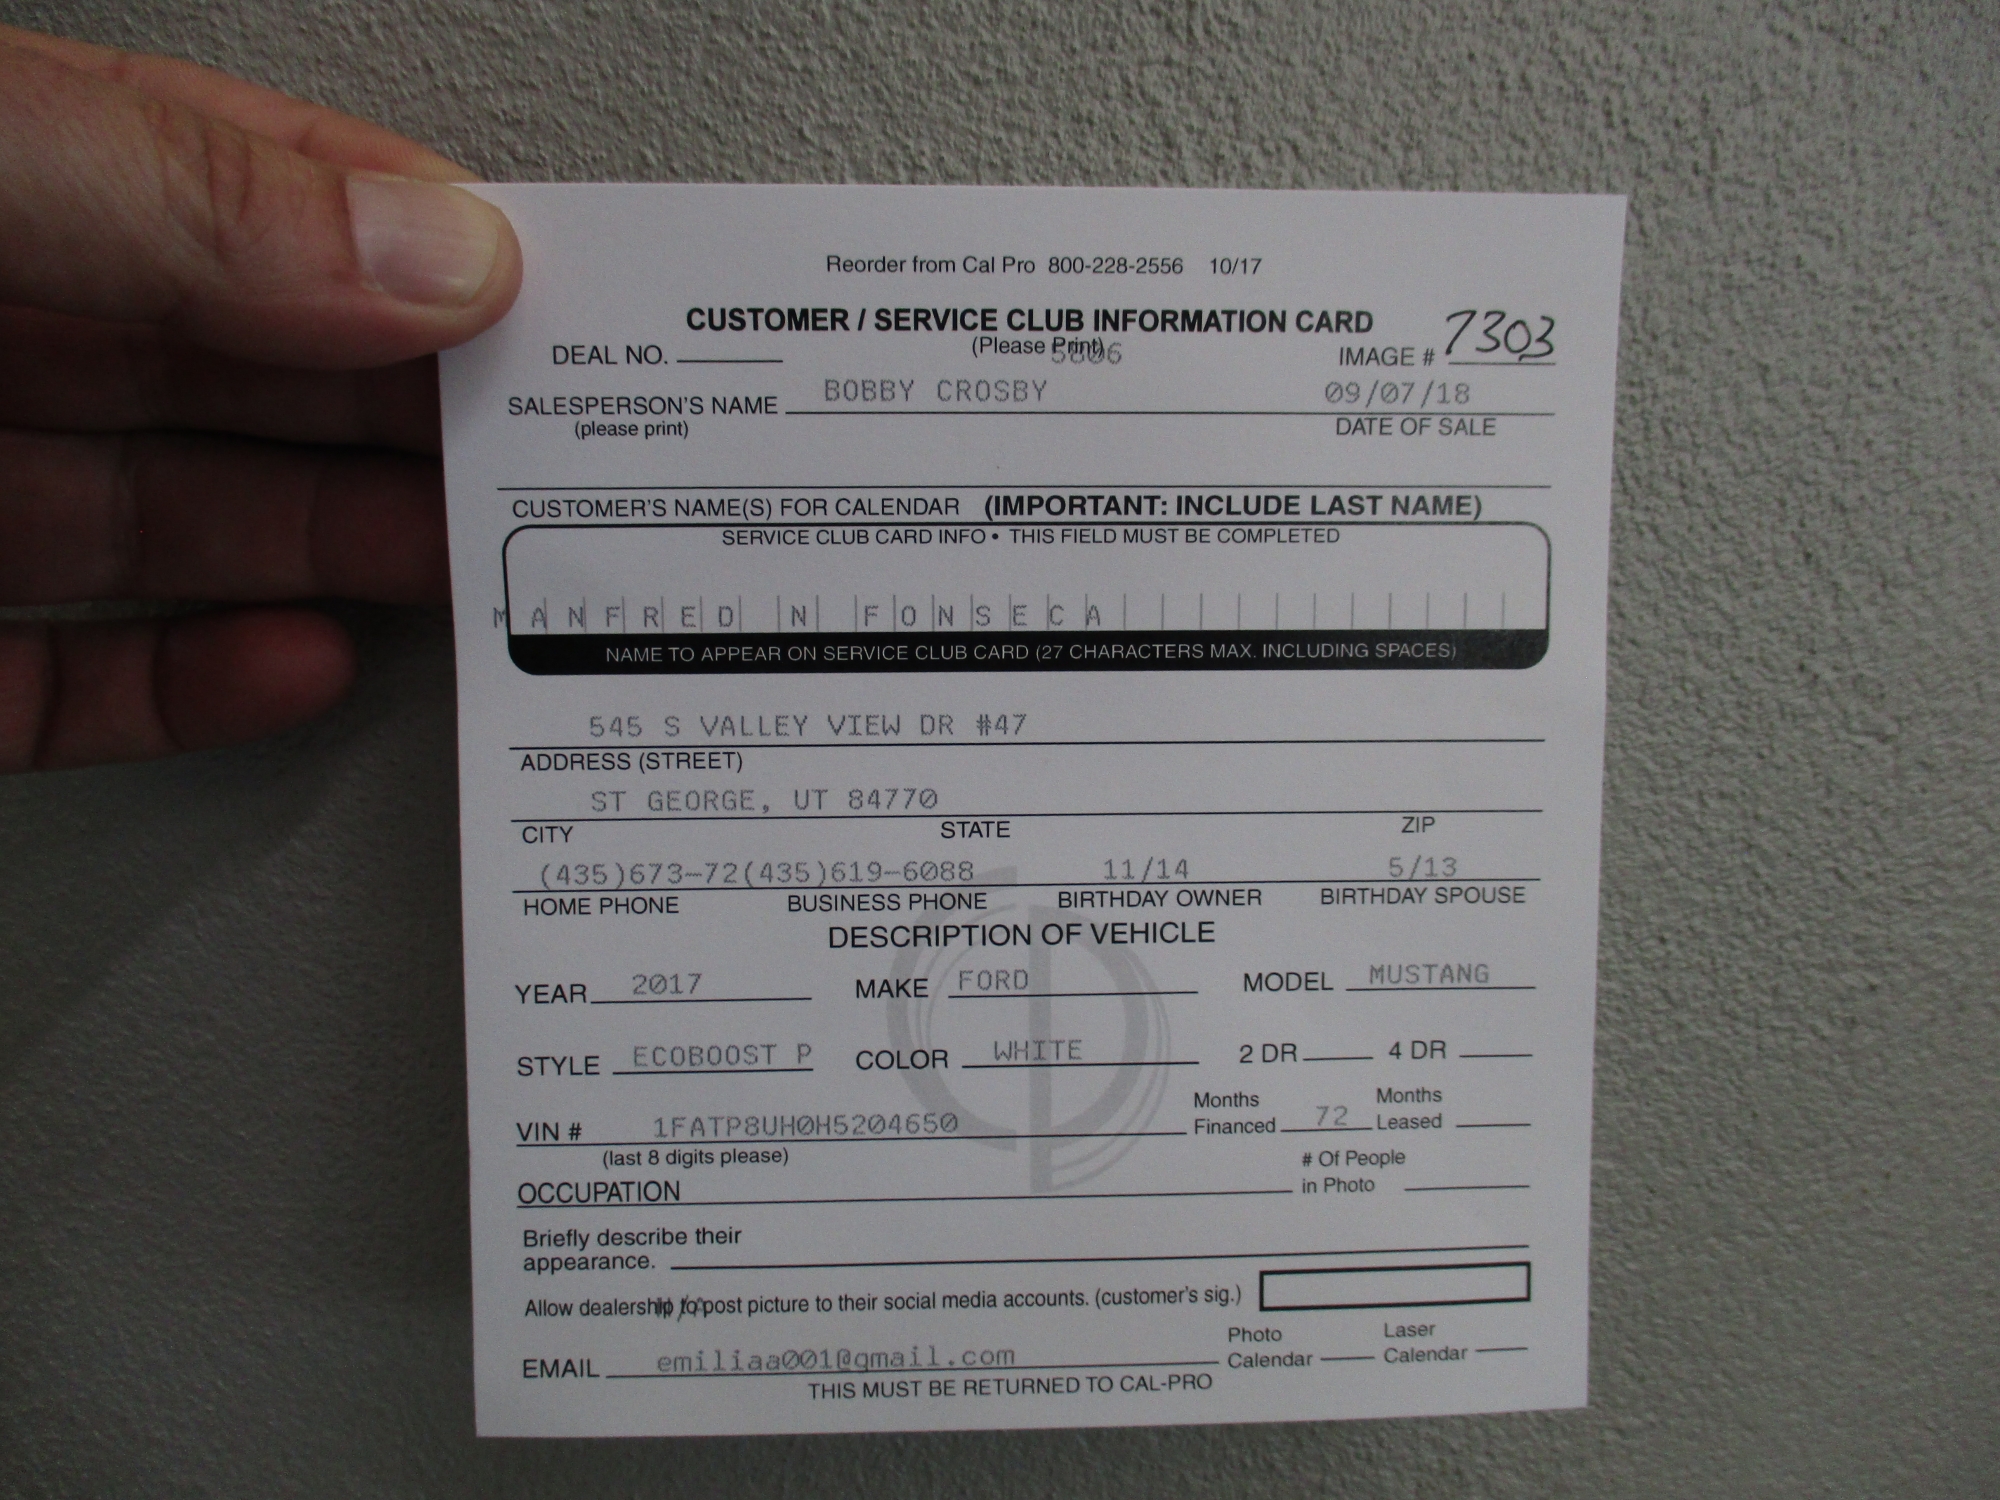 Reorder from Cal Pro 800-228-2556 10/17
CUSTOMER / SERVICE CLUB INFORMATION CARD
(Please Print)
DEAL NO. 5806 IMAGE # 7303
SALESPERSON'S NAME BOBBY CROSBY 09/07/18
(please print) DATE OF SALE
CUSTOMER'S NAME(S) FOR CALENDAR (IMPORTANT: INCLUDE LAST NAME)
SERVICE CLUB CARD INFO • THIS FIELD MUST BE COMPLETED
MANFRED N FONSECA
NAME TO APPEAR ON SERVICE CLUB CARD (27 CHARACTERS MAX. INCLUDING SPACES)
545 S VALLEY VIEW DR #47
ADDRESS (STREET)
ST GEORGE, UT 84770
CITY STATE ZIP
(435)673-72(435)619-6088 11/14 5/13
HOME PHONE BUSINESS PHONE BIRTHDAY OWNER BIRTHDAY SPOUSE
DESCRIPTION OF VEHICLE
YEAR 2017 MAKE FORD MODEL MUSTANG
STYLE ECOBOOST P COLOR WHITE 2 DR 4 DR
VIN # 1FATP8UH0H5204650 Months Financed 72 Months Leased
(last 8 digits please) # Of People
OCCUPATION in Photo
Briefly describe their
appearance.
N/A
Allow dealership to post picture to their social media accounts. (customer's sig.)
EMAIL emiliaa001@gmail.com Photo Calendar Laser Calendar
THIS MUST BE RETURNED TO CAL-PRO